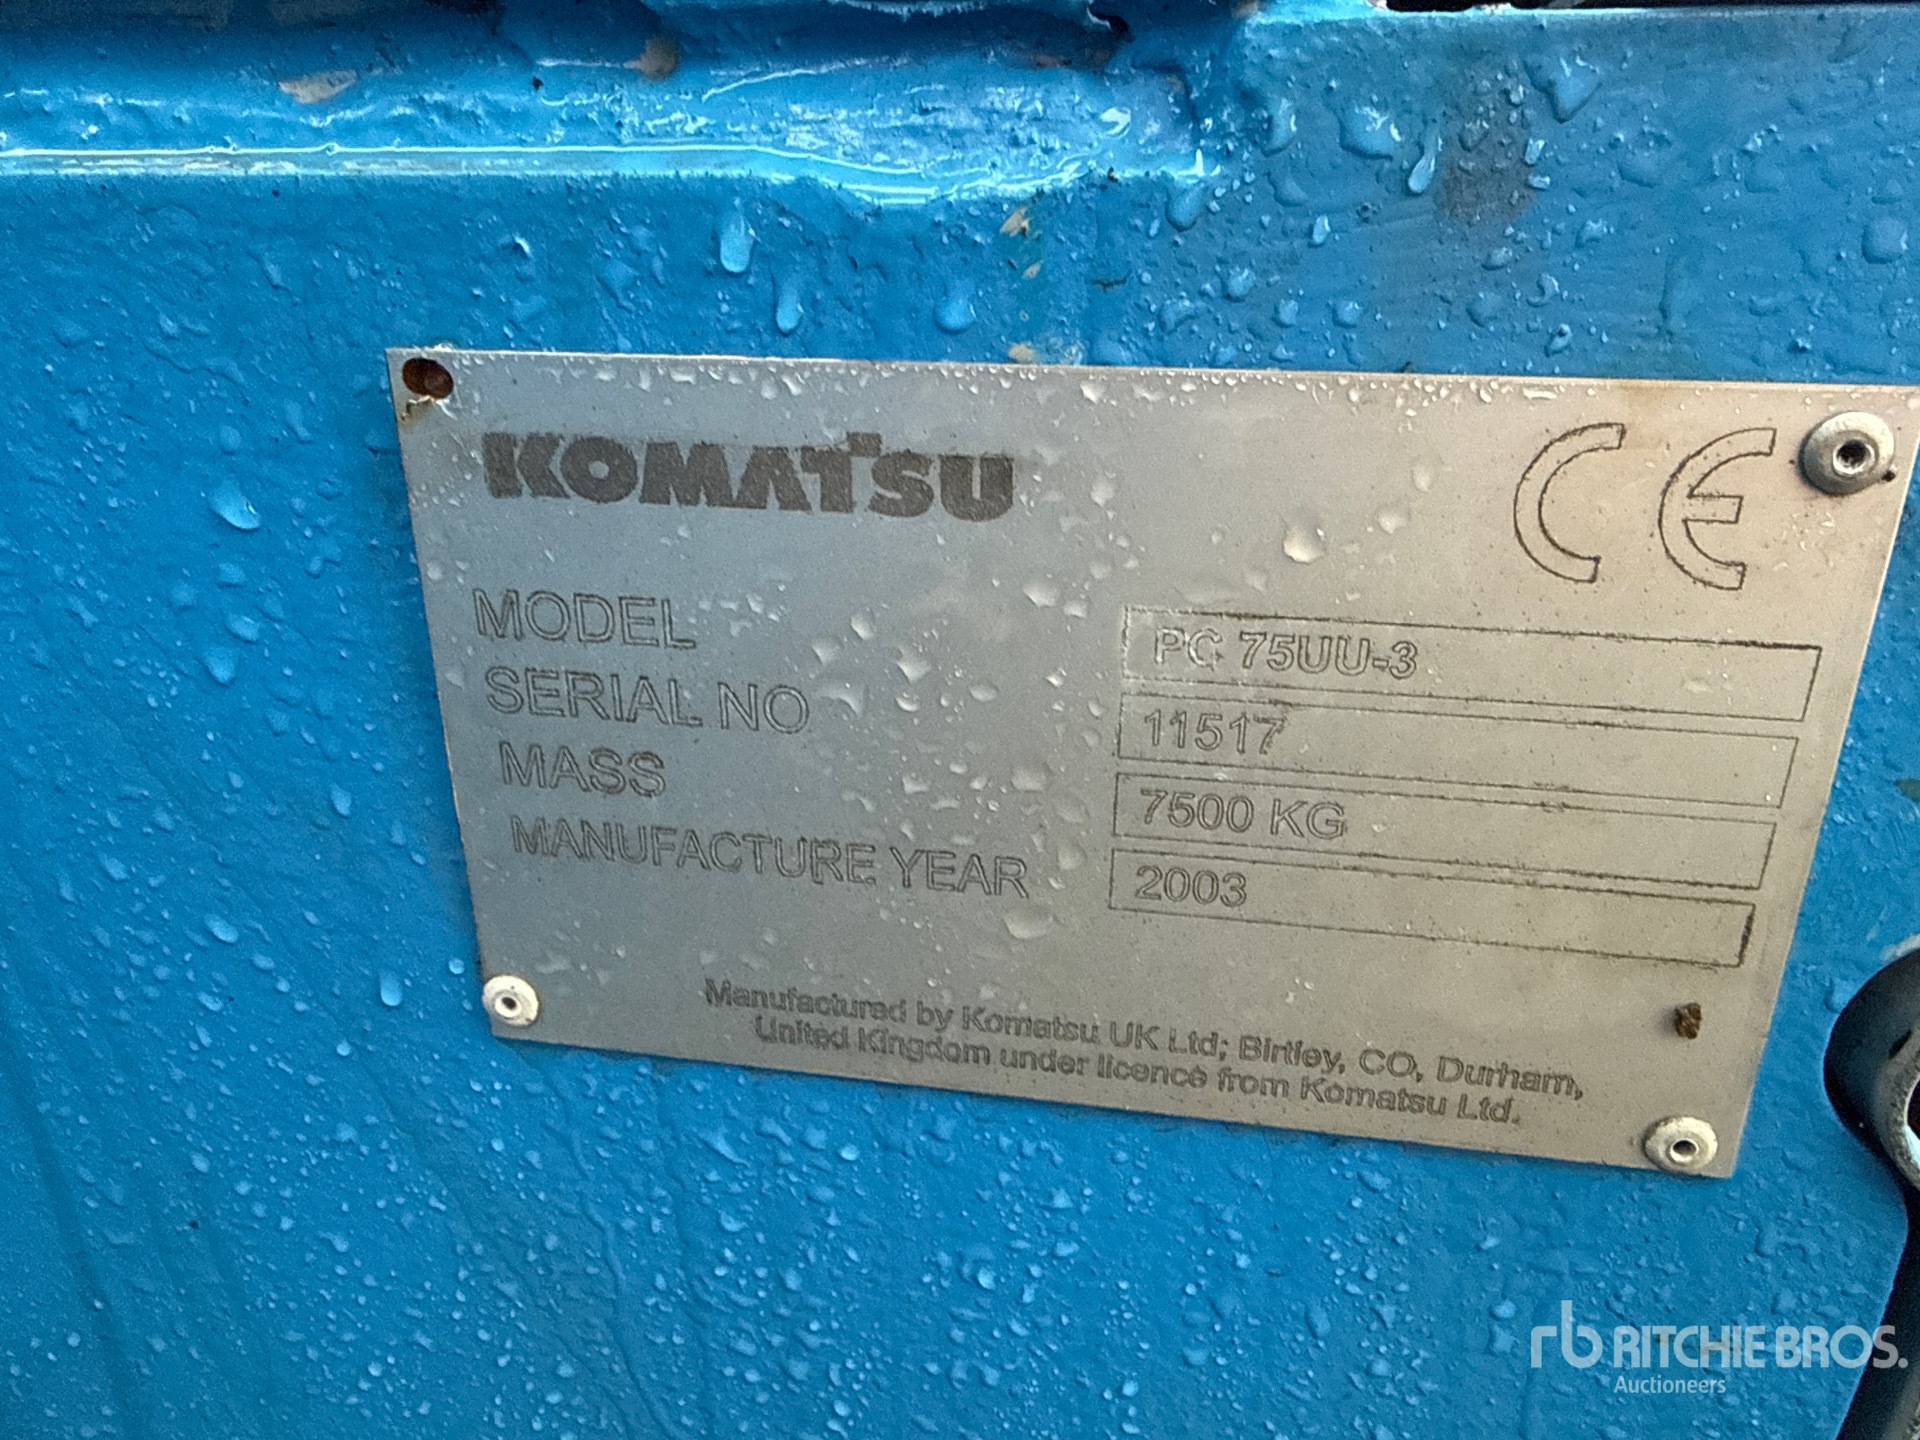 KOMATSU CE
MODEL PC 75UU-3
SERIAL NO 11517
MASS 7500 KG
MANUFACTURE YEAR 2003
Manufactured by Komatsu UK Ltd; Birtley, CO, Durham,
United Kingdom under licence from Komatsu Ltd.
rb RITCHIE BROS.
Auctioneers